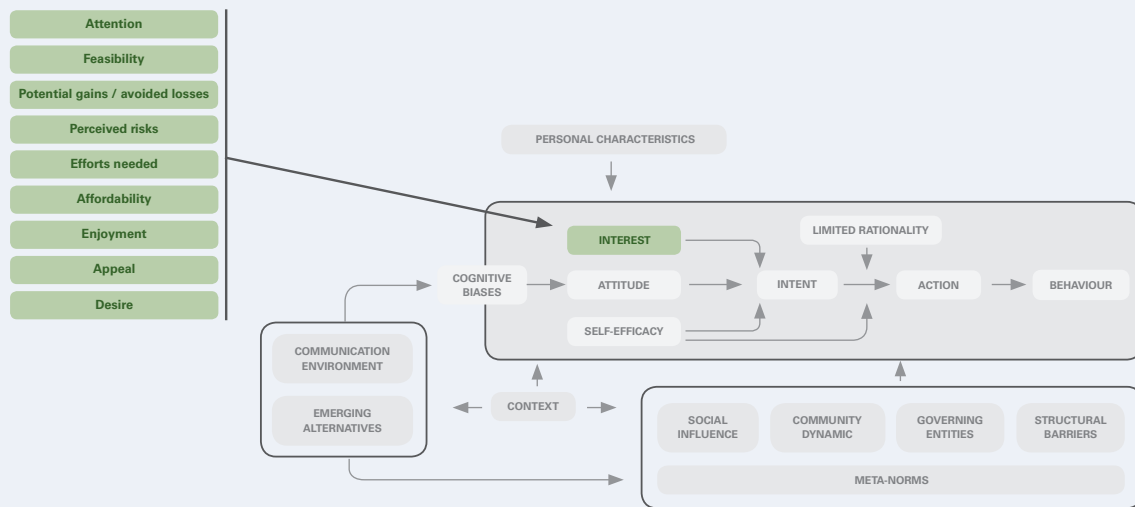 Attention
Feasibility
Potential gains / avoided losses
Perceived risks
Efforts needed
Affordability
Enjoyment
Appeal
Desire
PERSONAL CHARACTERISTICS
INTEREST
LIMITED RATIONALITY
COGNITIVE
BIASES
ATTITUDE
INTENT
ACTION
BEHAVIOUR
SELF-EFFICACY
COMMUNICATION
ENVIRONMENT
EMERGING
ALTERNATIVES
CONTEXT
SOCIAL
INFLUENCE
COMMUNITY
DYNAMIC
GOVERNING
ENTITIES
STRUCTURAL
BARRIERS
META-NORMS